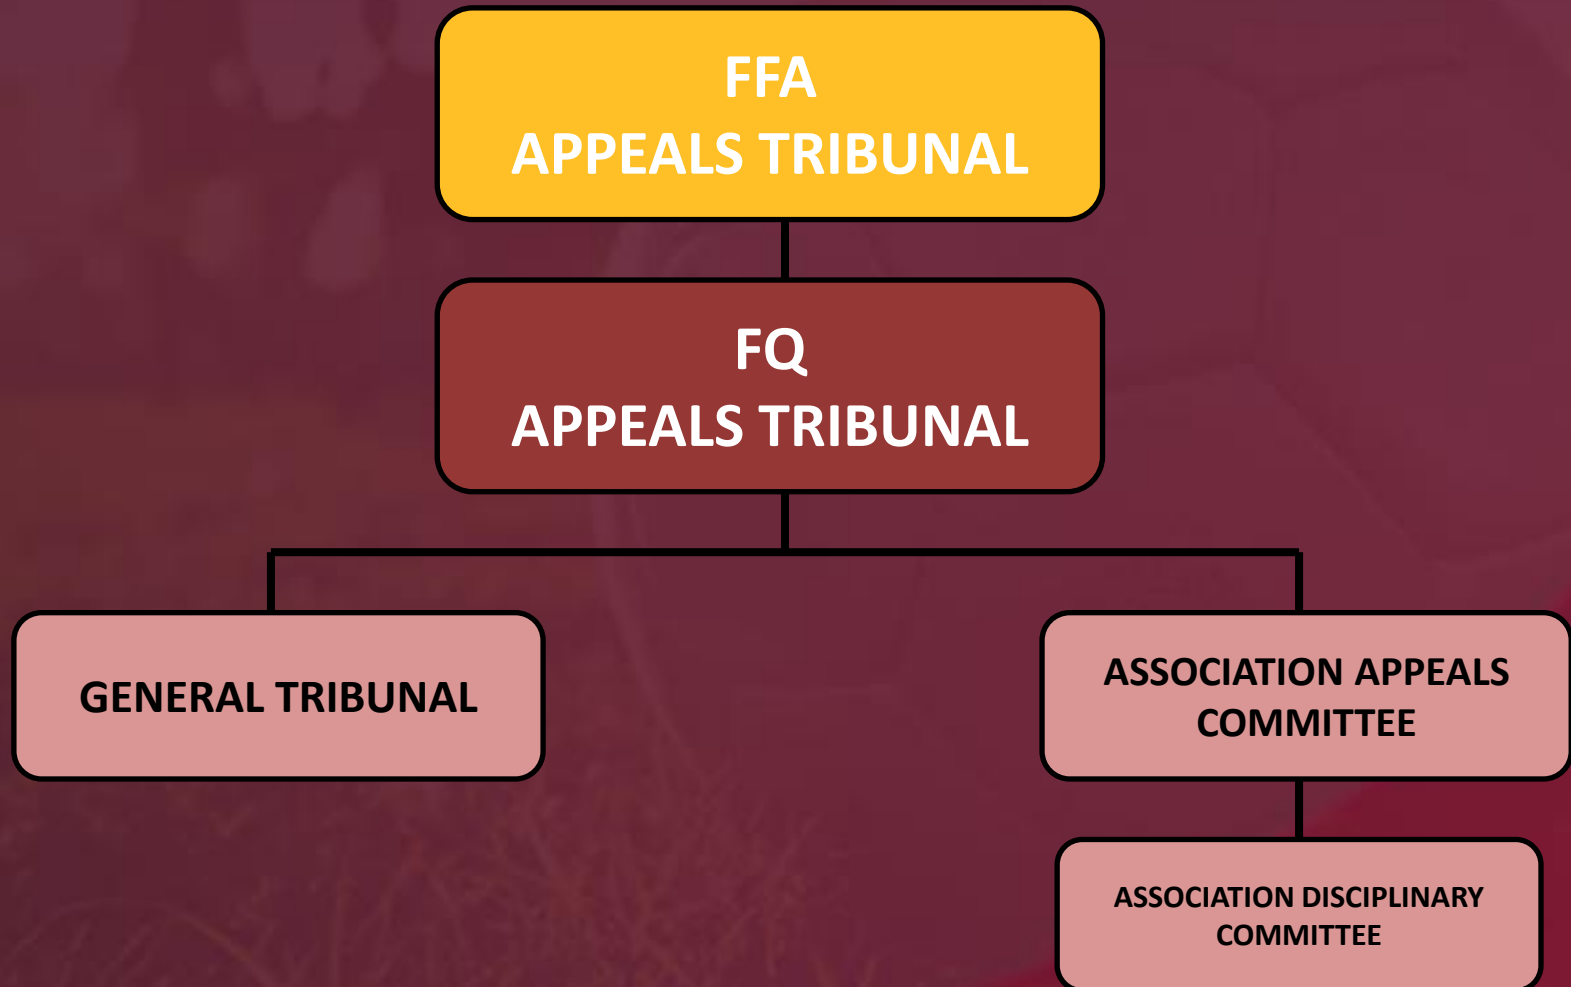 FFA
APPEALS TRIBUNAL
FQ
APPEALS TRIBUNAL
GENERAL TRIBUNAL
ASSOCIATION APPEALS
COMMITTEE
ASSOCIATION DISCIPLINARY
COMMITTEE